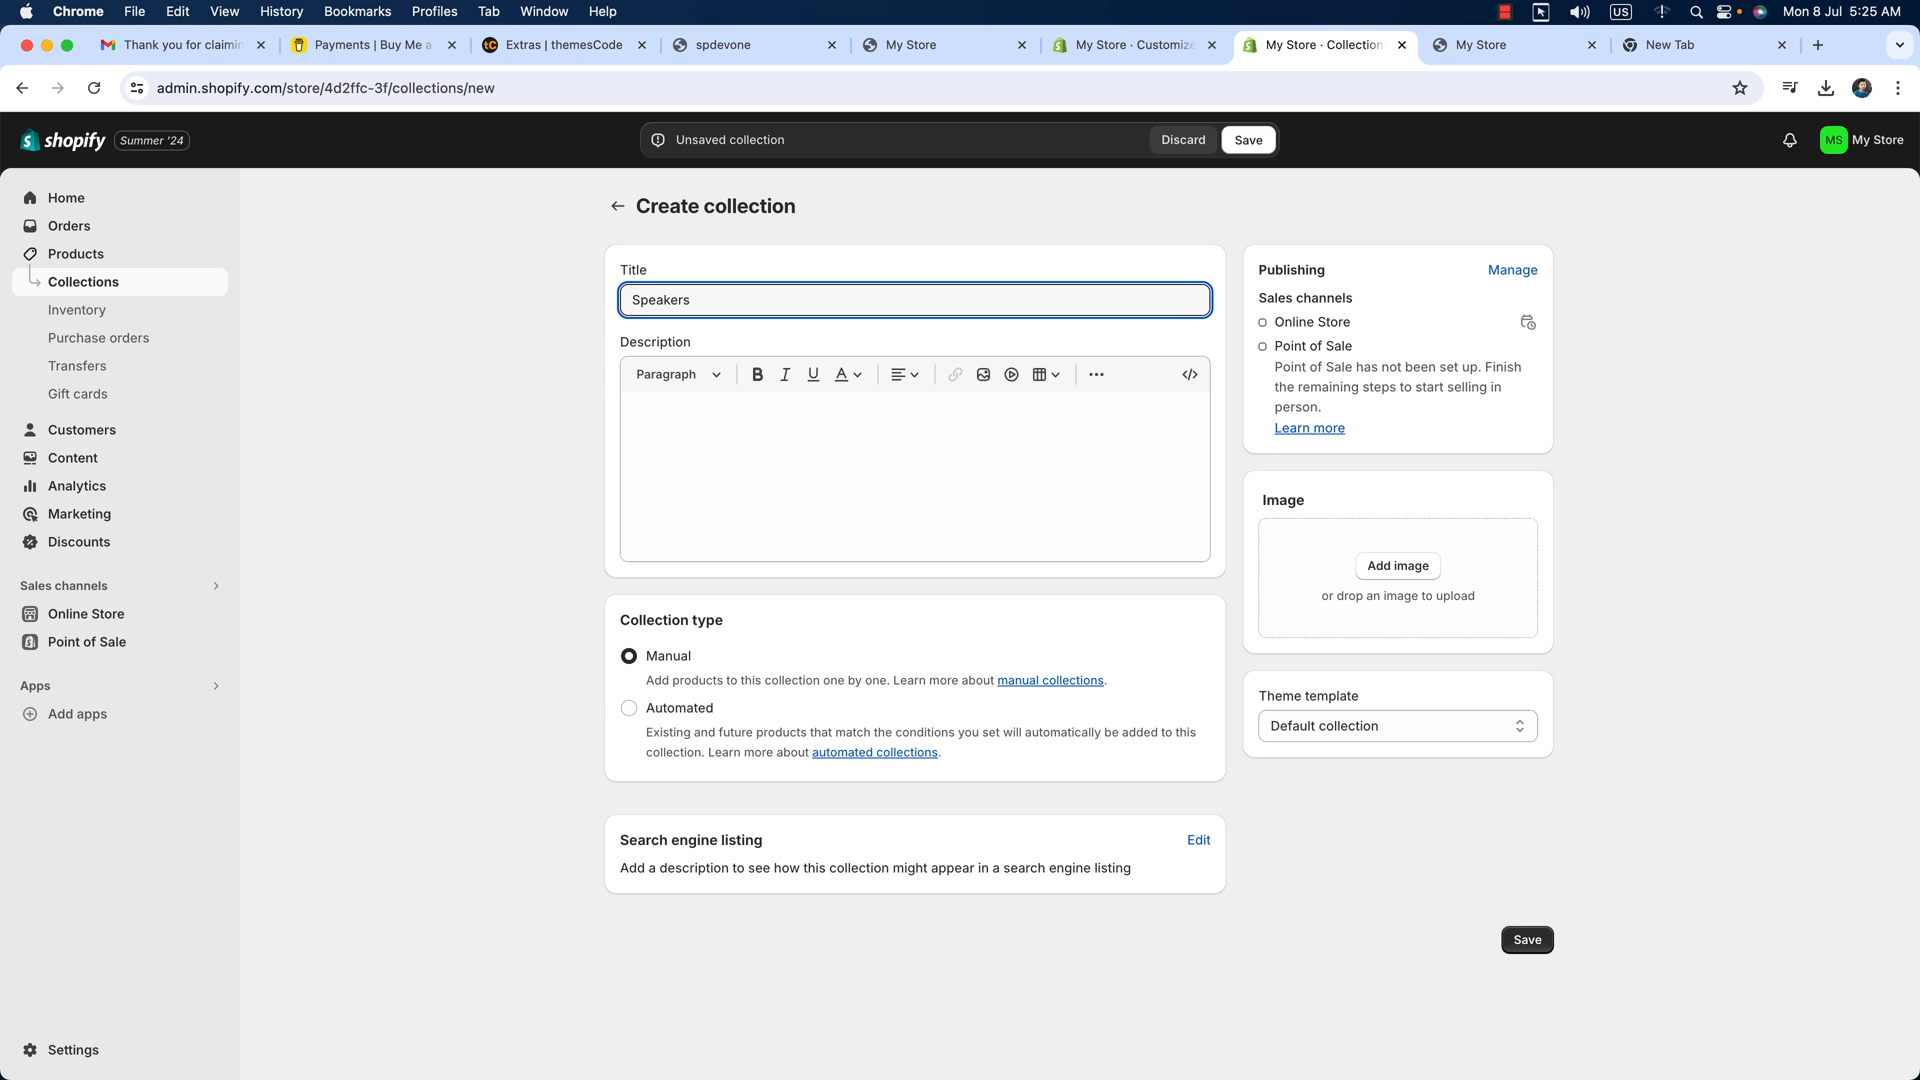 Chrome File Edit View History Bookmarks Profiles Tab Window Help US Mon 8 Jul 5:25 AM
Thank you for claimin Payments | Buy Me a Extras | themesCode spdevone My Store My Store · Customize My Store · Collection My Store New Tab
admin.shopify.com/store/4d2ffc-3f/collections/new
shopify Summer '24 Unsaved collection Discard Save MS My Store
Home
Orders
Products
Collections
Inventory
Purchase orders
Transfers
Gift cards
Customers
Content
Analytics
Marketing
Discounts
Sales channels
Online Store
Point of Sale
Apps
Add apps
Settings
Create collection
Title
Speakers
Description
Paragraph B I U A
Collection type
Manual
Add products to this collection one by one. Learn more about manual collections.
Automated
Existing and future products that match the conditions you set will automatically be added to this
collection. Learn more about automated collections.
Search engine listing Edit
Add a description to see how this collection might appear in a search engine listing
Publishing Manage
Sales channels
Online Store
Point of Sale
Point of Sale has not been set up. Finish
the remaining steps to start selling in
person.
Learn more
Image
Add image
or drop an image to upload
Theme template
Default collection
Save